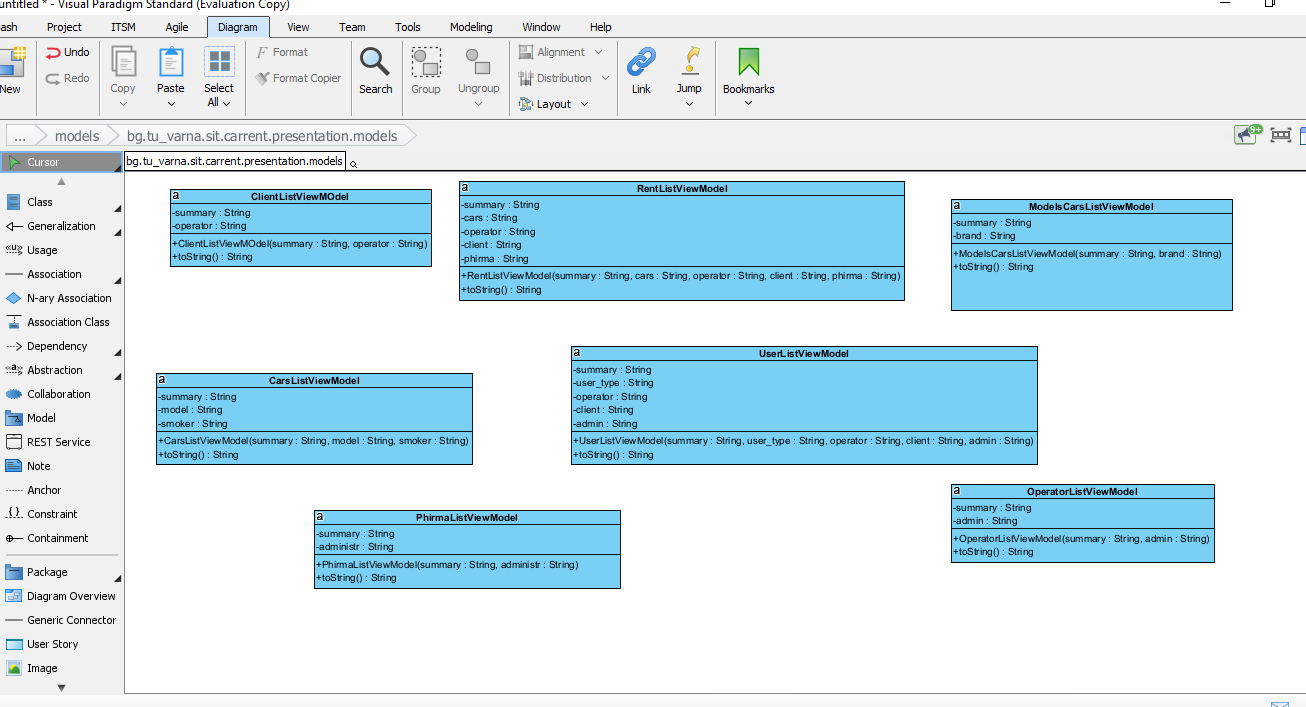 untitled * - Visual Paradigm Standard (Evaluation Copy)
ash Project ITSM Agile Diagram View Team Tools Modeling Window Help
New
Undo
Redo
Copy
Paste
Select
All
Format
Format Copier
Search
Group
Ungroup
Alignment
Distribution
Layout
Link
Jump
Bookmarks
... models bg.tu_varna.sit.carrent.presentation.models
9+
Cursor
Class
Generalization
Usage
Association
N-ary Association
Association Class
Dependency
Abstraction
Collaboration
Model
REST Service
Note
Anchor
Constraint
Containment
Package
Diagram Overview
Generic Connector
User Story
Image
bg.tu_varna.sit.carrent.presentation.models
a ClientListViewMOdel
-summary : String
-operator : String
+ClientListViewMOdel(summary : String, operator : String)
+toString() : String
a RentListViewModel
-summary : String
-cars : String
-operator : String
-client : String
-phirma : String
+RentListViewModel(summary : String, cars : String, operator : String, client : String, phirma : String)
+toString() : String
a ModelsCarsListViewModel
-summary : String
-brand : String
+ModelsCarsListViewModel(summary : String, brand : String)
+toString() : String
a CarsListViewModel
-summary : String
-model : String
-smoker : String
+CarsListViewModel(summary : String, model : String, smoker : String)
+toString() : String
a UserListViewModel
-summary : String
-user_type : String
-operator : String
-client : String
-admin : String
+UserListViewModel(summary : String, user_type : String, operator : String, client : String, admin : String)
+toString() : String
a PhirmaListViewModel
-summary : String
-administr : String
+PhirmaListViewModel(summary : String, administr : String)
+toString() : String
a OperatorListViewModel
-summary : String
-admin : String
+OperatorListViewModel(summary : String, admin : String)
+toString() : String